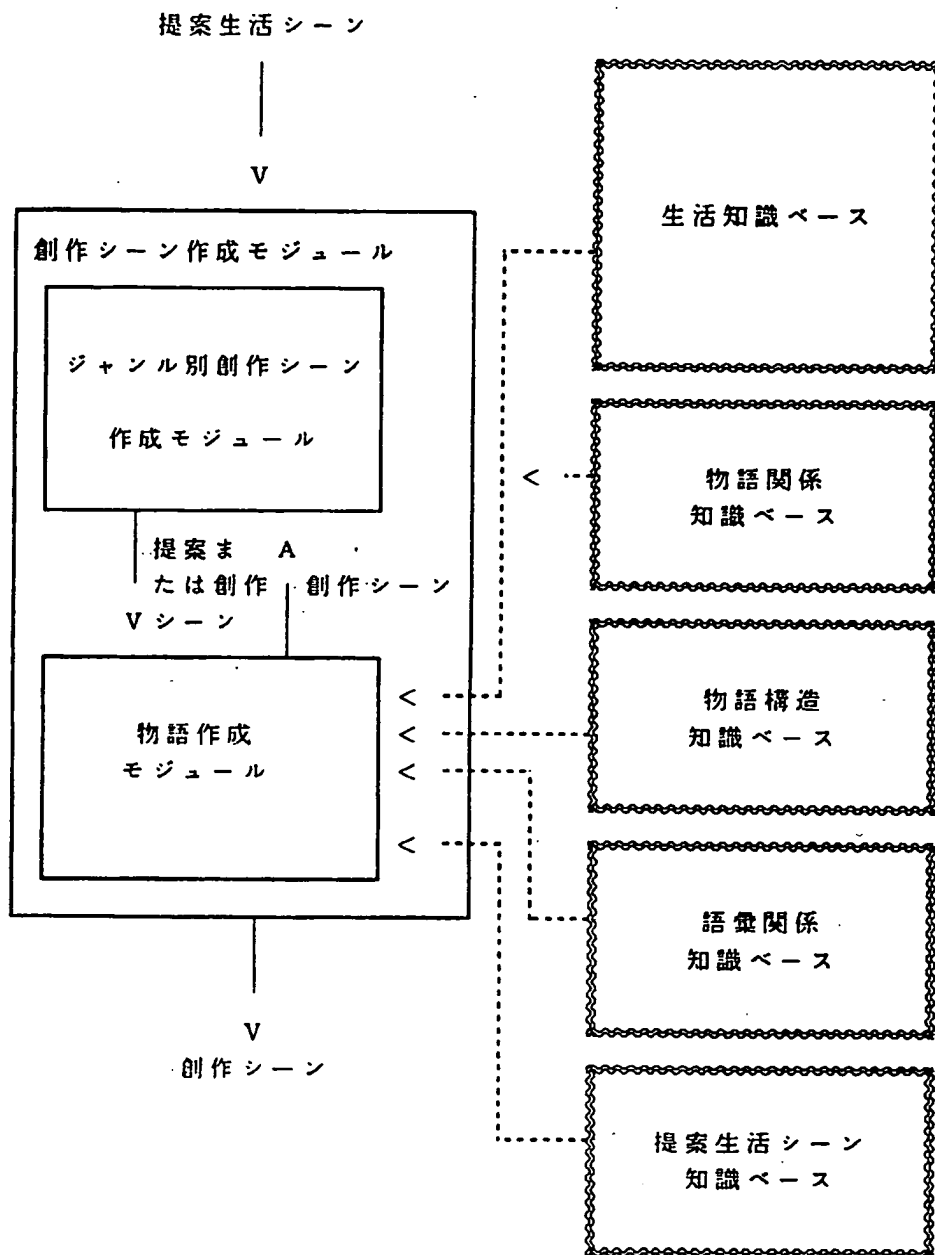 提案生活シーン
V
創作シーン作成モジュール
ジャンル別創作シーン
作成モジュール
提案ま A
たは創作 創作シーン
V シーン
物語作成
モジュール
<
<
<
<
V
創作シーン
生活知識ベース
<
物語関係
知識ベース
物語構造
知識ベース
語彙関係
知識ベース
提案生活シーン
知識ベース